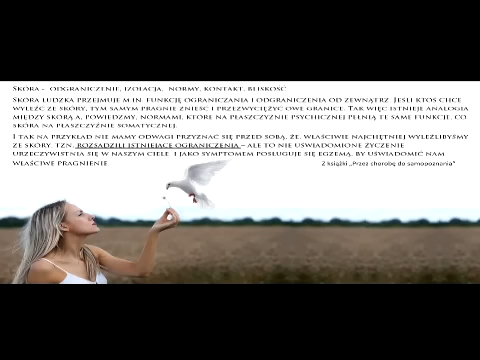 Skóra - odgraniczenie, izolacja, normy, kontakt, bliskość
Skóra ludzka przejmuje m in. funkcję ograniczania i odgraniczenia od zewnątrz. Jeśli ktoś chce
wyleźć ze skóry, tym samym pragnie znieść i przezwyciężyć owe granice. Tak więc istnieje analogia
między skórą a, powiedzmy, normami, które na płaszczyźnie psychicznej pełnią te same funkcje, co
skóra na płaszczyźnie somatycznej.
I tak na przykład nie mamy odwagi przyznać się przed sobą, że, właściwie najchętniej wyleźlibyśmy
ze skóry tzn. rozsadzili istniejące ograniczenia – ale to nie uświadomione życzenie
urzeczywistnia się w naszym ciele i jako symptomem posługuje się egzemą, by uświadomić nam
właściwe pragnienie
Z książki „Przez chorobę do samopoznania"